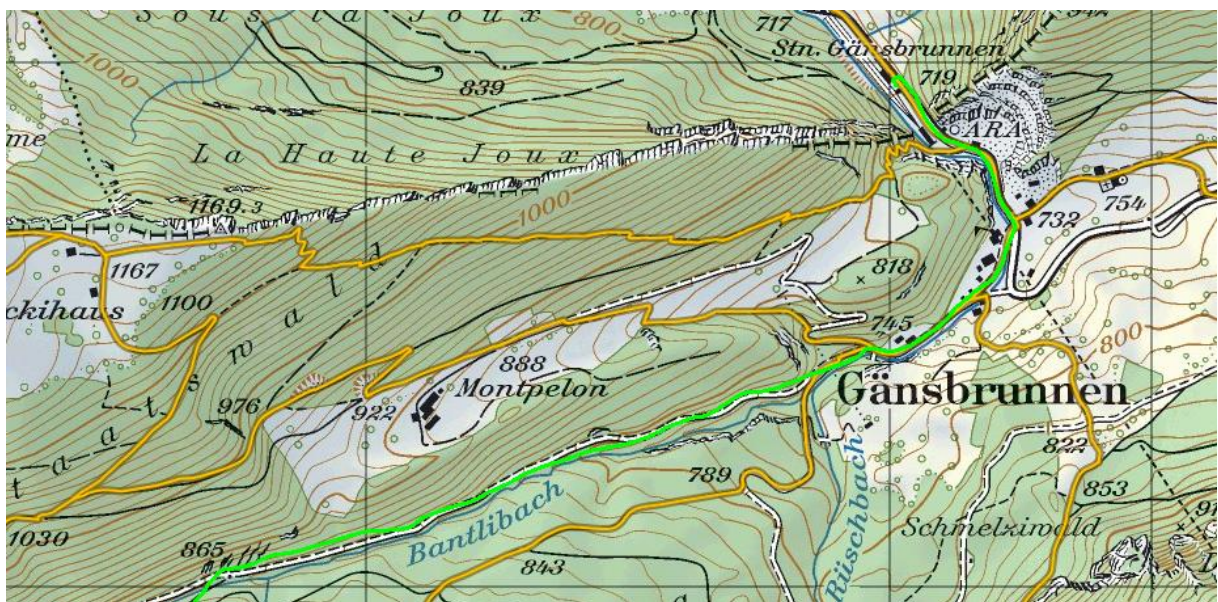 Sous la Joux
800
717
Stn. Gänsbrunnen
1000
839
719
ARA
La Haute Joux
1169.3
1000
754
732
1167
1100
818
ckihaus
745
800
888
Montpelon
Gänsbrunnen
976
922
822
789
853
Rüschbach
Bantlibach
Schmelziwald
1030
865
843